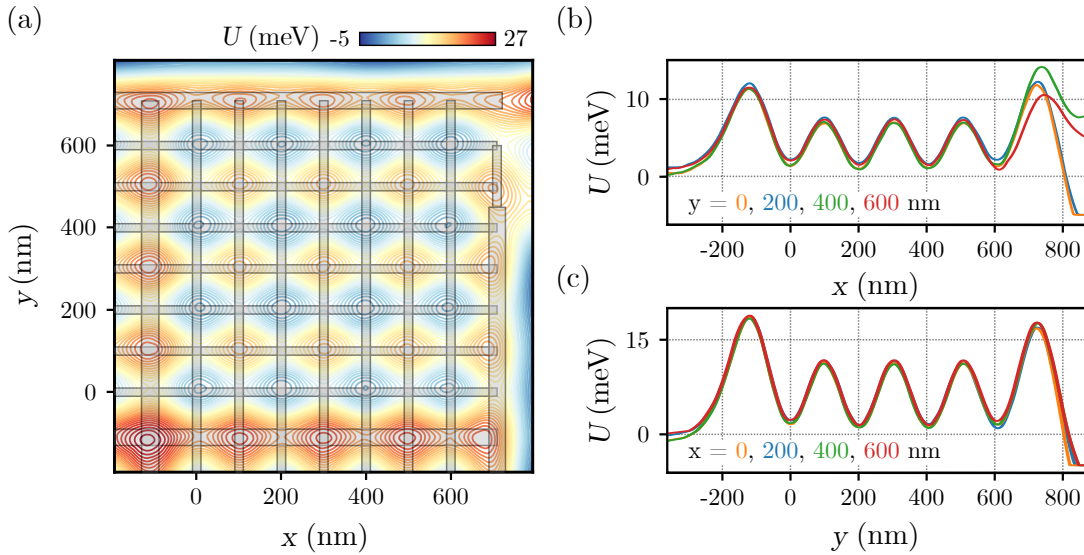 (a)
U (meV) -5 27
600
400
200
0
y (nm)
0 200 400 600
x (nm)
(b)
10
0
U (meV)
y = 0, 200, 400, 600 nm
-200 0 200 400 600 800
x (nm)
(c)
15
0
U (meV)
x = 0, 200, 400, 600 nm
-200 0 200 400 600 800
y (nm)